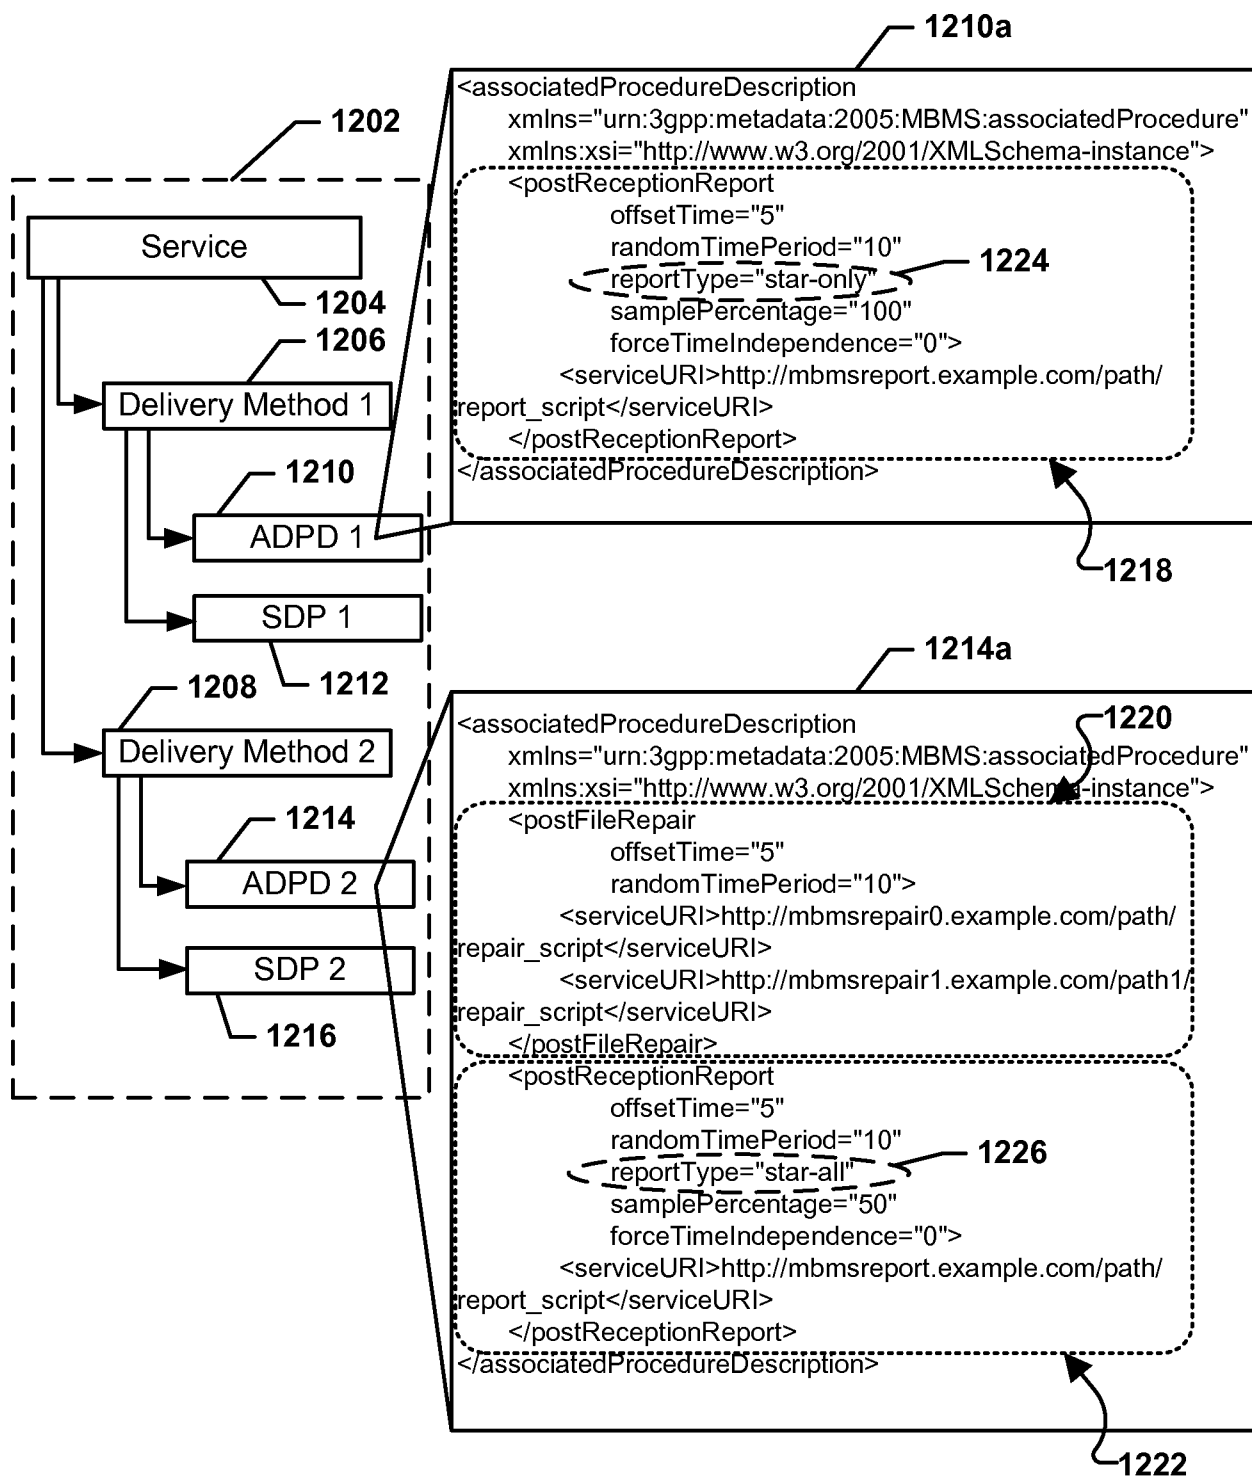 1210a
<associatedProcedureDescription
xmlns="urn:3gpp:metadata:2005:MBMS:associatedProcedure"
xmlns:xsi="http://www.w3.org/2001/XMLSchema-instance">
<postReceptionReport
offsetTime="5"
randomTimePeriod="10"
reportType="star-only"
1224
samplePercentage="100"
forceTimeIndependence="0">
<serviceURI>http://mbmsreport.example.com/path/
report_script</serviceURI>
</postReceptionReport>
</associatedProcedureDescription>
1218
1202
Service
1204
1206
Delivery Method 1
1210
ADPD 1
SDP 1
1212
1208
Delivery Method 2
1214
ADPD 2
SDP 2
1216
1214a
<associatedProcedureDescription
1220
xmlns="urn:3gpp:metadata:2005:MBMS:associatedProcedure"
xmlns:xsi="http://www.w3.org/2001/XMLSchema-instance">
<postFileRepair
offsetTime="5"
randomTimePeriod="10">
<serviceURI>http://mbmsrepair0.example.com/path/
repair_script</serviceURI>
<serviceURI>http://mbmsrepair1.example.com/path1/
repair_script</serviceURI>
</postFileRepair>
<postReceptionReport
offsetTime="5"
randomTimePeriod="10"
reportType="star-all"
1226
samplePercentage="50"
forceTimeIndependence="0">
<serviceURI>http://mbmsreport.example.com/path/
report_script</serviceURI>
</postReceptionReport>
</associatedProcedureDescription>
1222